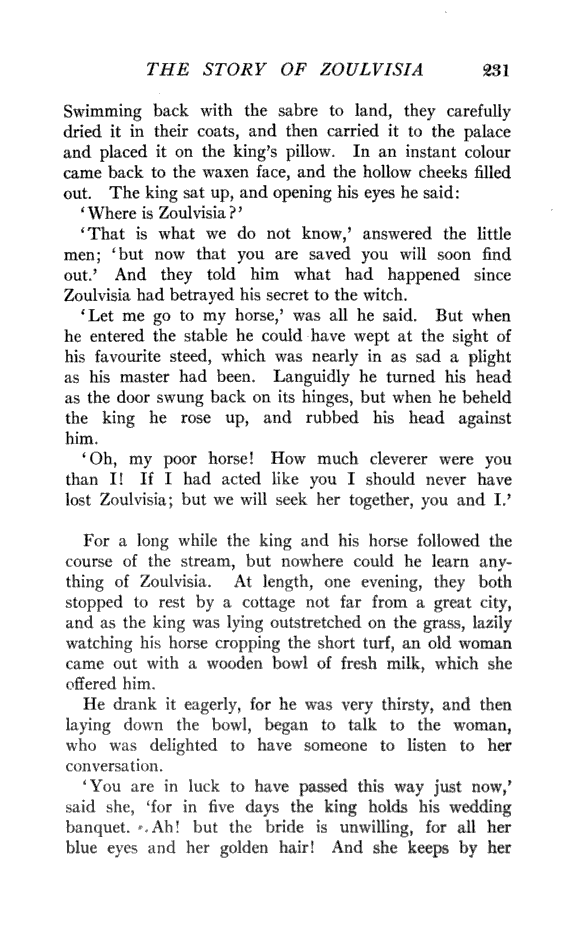 THE STORY OF ZOULVISIA 231
Swimming back with the sabre to land, they carefully
dried it in their coats, and then carried it to the palace
and placed it on the king's pillow. In an instant colour
came back to the waxen face, and the hollow cheeks filled
out. The king sat up, and opening his eyes he said:
'Where is Zoulvisia?'
'That is what we do not know,' answered the little
men; 'but now that you are saved you will soon find
out.' And they told him what had happened since
Zoulvisia had betrayed his secret to the witch.
'Let me go to my horse,' was all he said. But when
he entered the stable he could have wept at the sight of
his favourite steed, which was nearly in as sad a plight
as his master had been. Languidly he turned his head
as the door swung back on its hinges, but when he beheld
the king he rose up, and rubbed his head against
him.
'Oh, my poor horse! How much cleverer were you
than I! If I had acted like you I should never have
lost Zoulvisia; but we will seek her together, you and I.'
For a long while the king and his horse followed the
course of the stream, but nowhere could he learn any-
thing of Zoulvisia. At length, one evening, they both
stopped to rest by a cottage not far from a great city,
and as the king was lying outstretched on the grass, lazily
watching his horse cropping the short turf, an old woman
came out with a wooden bowl of fresh milk, which she
offered him.
He drank it eagerly, for he was very thirsty, and then
laying down the bowl, began to talk to the woman,
who was delighted to have someone to listen to her
conversation.
'You are in luck to have passed this way just now,'
said she, 'for in five days the king holds his wedding
banquet. Ah! but the bride is unwilling, for all her
blue eyes and her golden hair! And she keeps by her